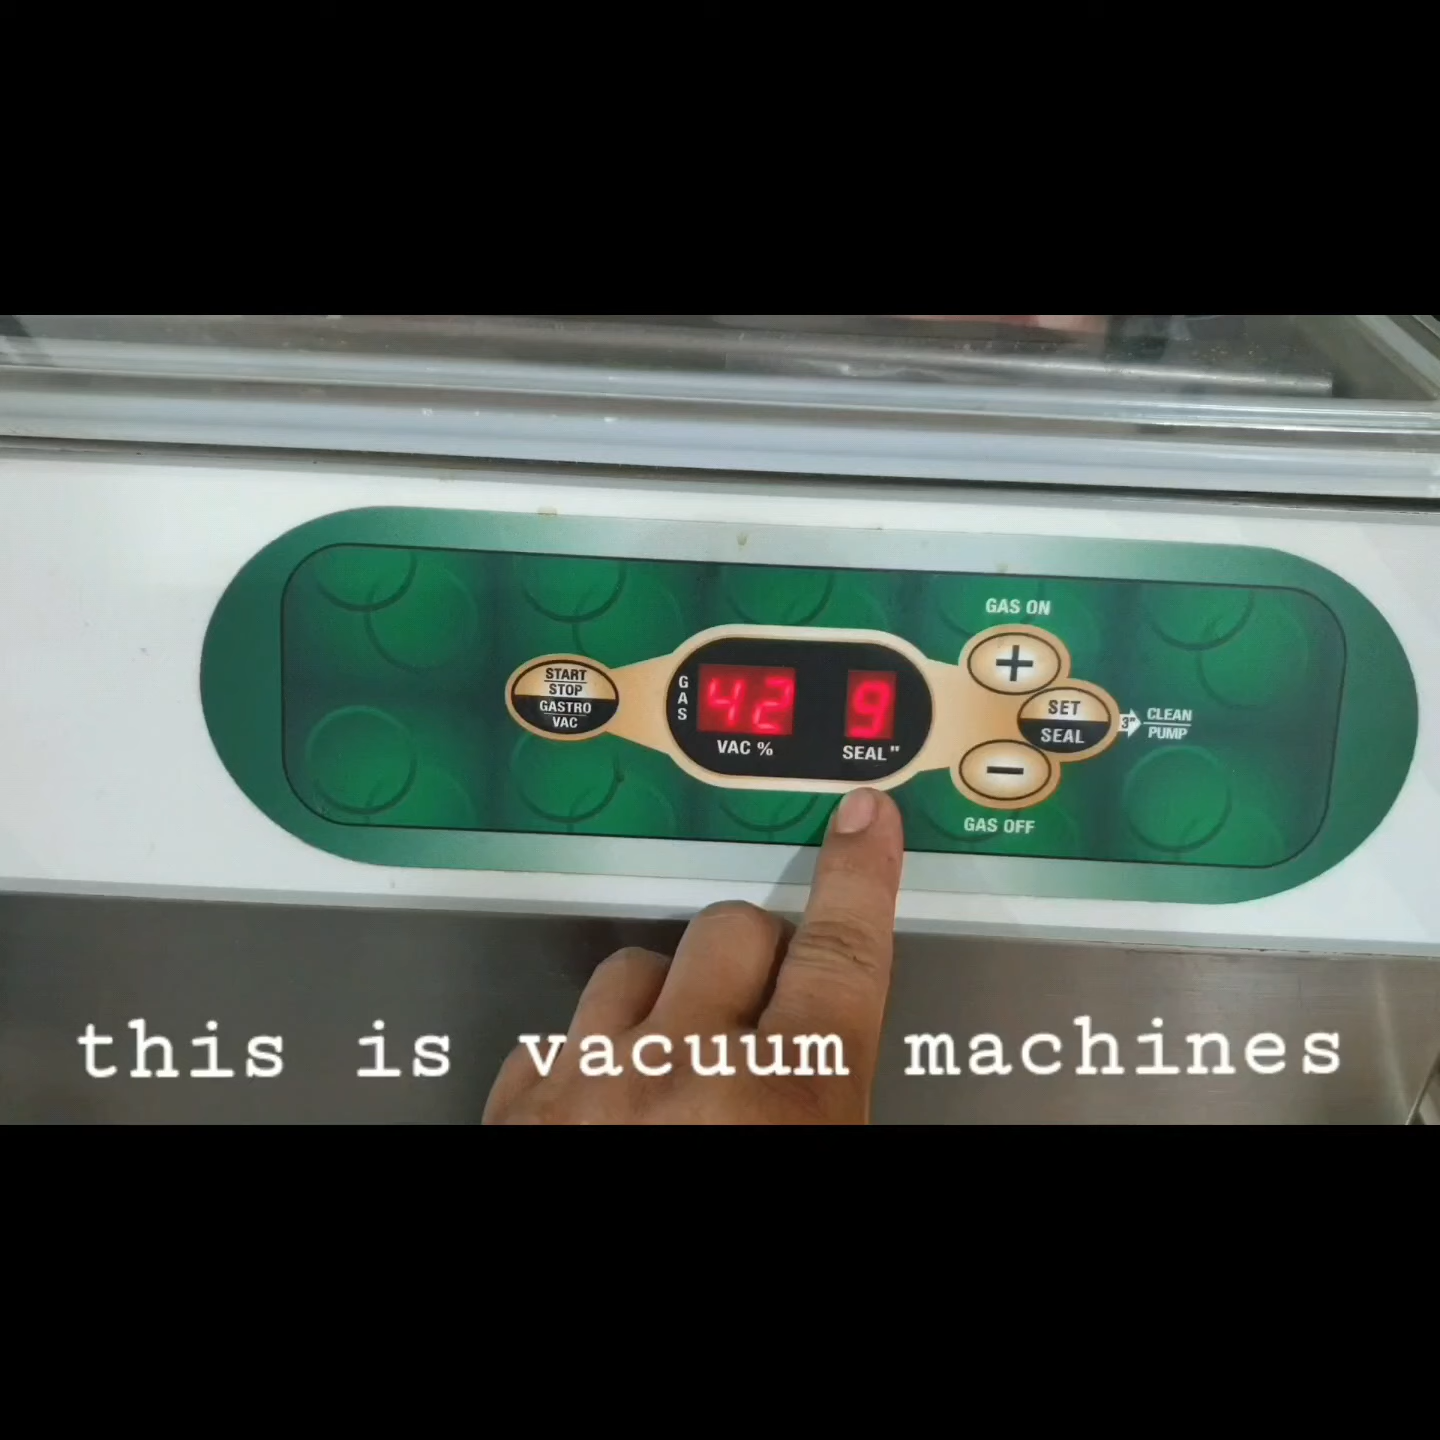 GAS ON
START
STOP
GASTRO
VAC
GAS
42
9
VAC %
SEAL"
+
SET
SEAL
3"
CLEAN
PUMP
−
GAS OFF
this is vacuum machines